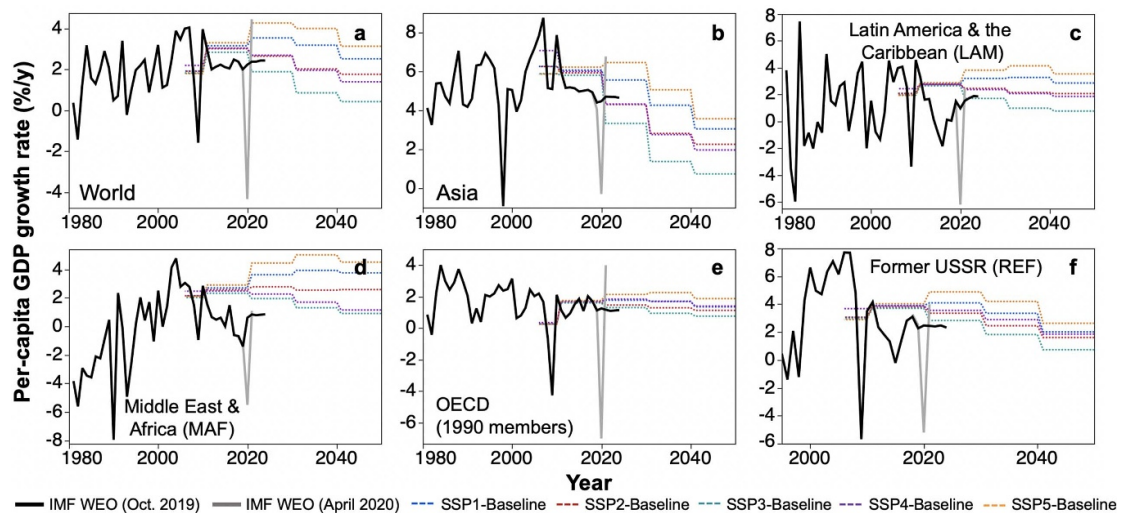 Per-capita GDP growth rate (%/y)
a
World
4
2
0
-2
-4
1980 2000 2020 2040
b
Asia
8
6
4
2
0
1980 2000 2020 2040
Latin America & the
Caribbean (LAM)
c
8
6
4
2
0
-2
-4
-6
1980 2000 2020 2040
d
Middle East &
Africa (MAF)
4
2
0
-2
-4
-6
-8
1980 2000 2020 2040
e
OECD
(1990 members)
4
2
0
-2
-4
-6
1980 2000 2020 2040
Former USSR (REF)
f
8
6
4
2
0
-2
-4
-6
2000 2020 2040
Year
IMF WEO (Oct. 2019) IMF WEO (April 2020) SSP1-Baseline SSP2-Baseline SSP3-Baseline SSP4-Baseline SSP5-Baseline